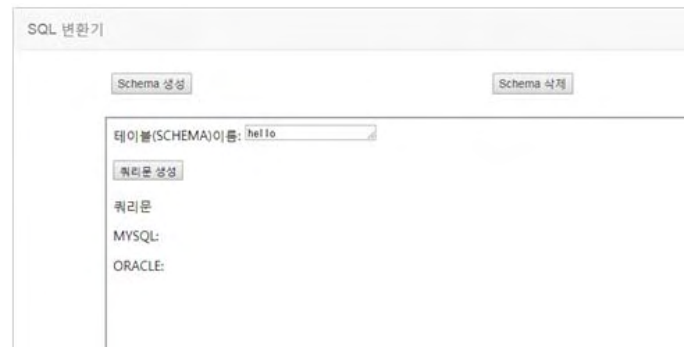 SQL 변환기
Schema 생성 Schema 삭제
테이블(SCHEMA)이름: hello
쿼리문 생성
쿼리문
MYSQL:
ORACLE: